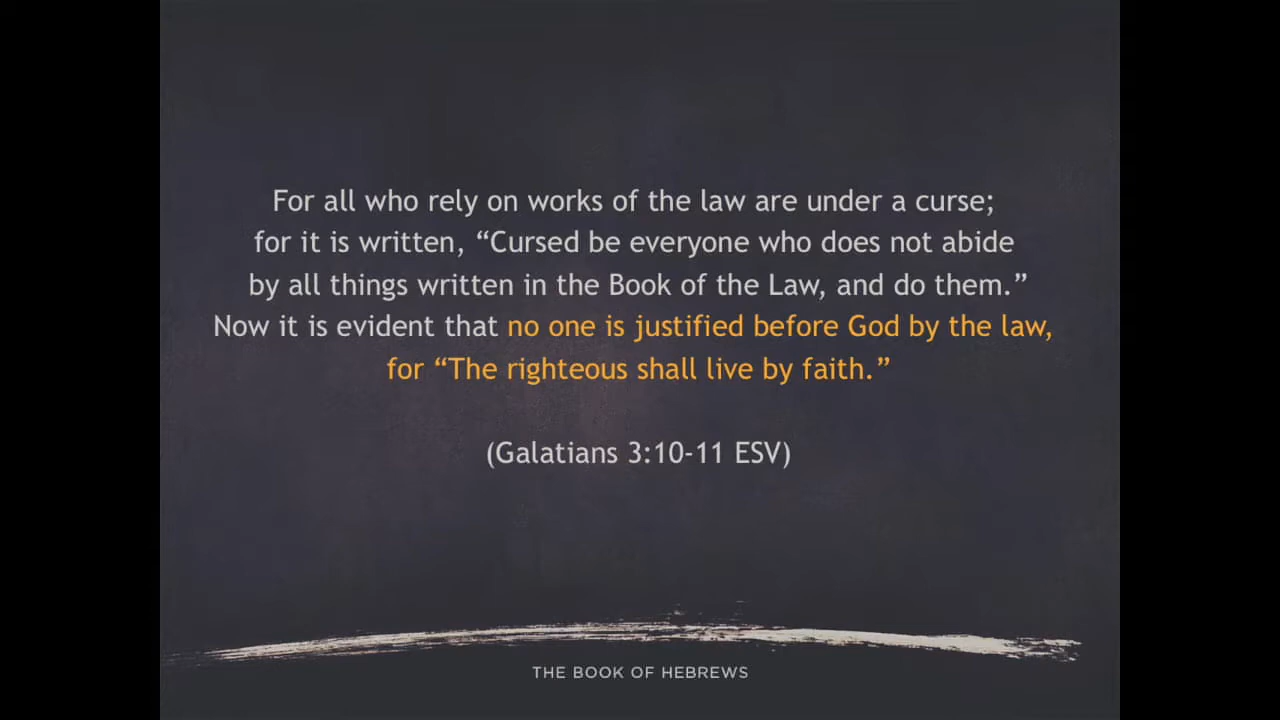 For all who rely on works of the law are under a curse;
for it is written, “Cursed be everyone who does not abide
by all things written in the Book of the Law, and do them.”
Now it is evident that no one is justified before God by the law,
for “The righteous shall live by faith.”
(Galatians 3:10-11 ESV)
THE BOOK OF HEBREWS